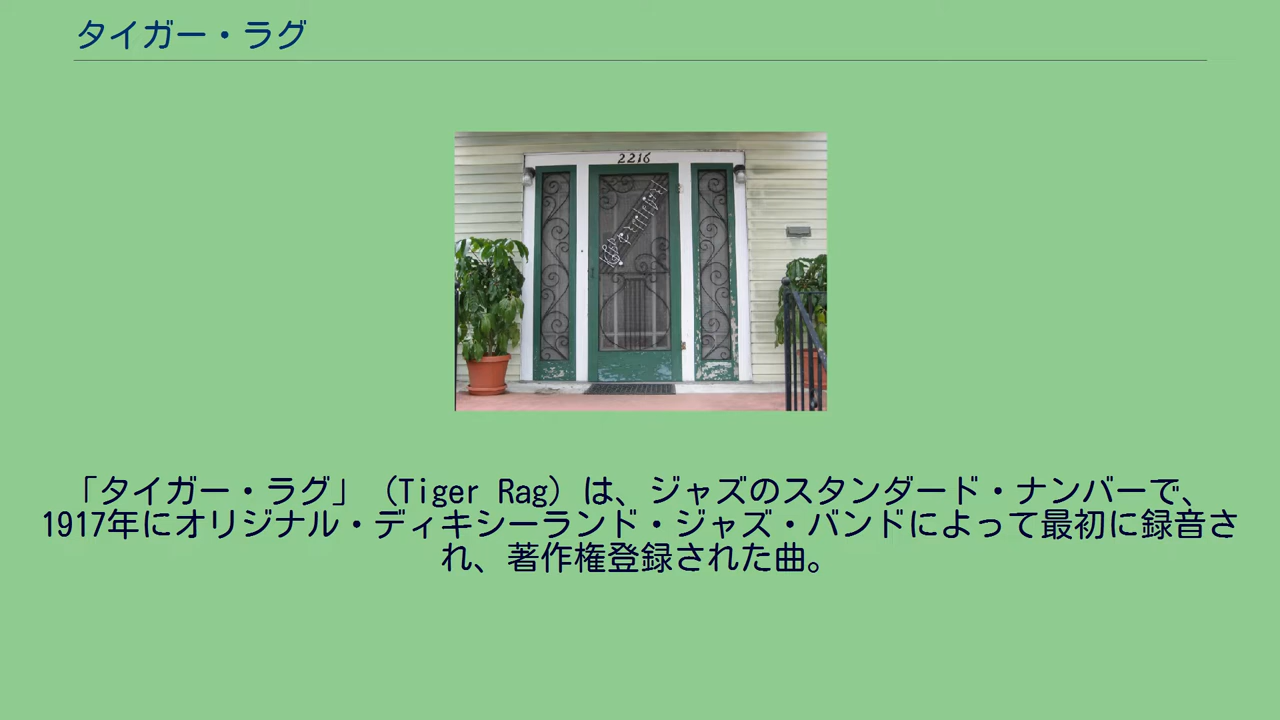 タイガー・ラグ
2216
「タイガー・ラグ」（Tiger Rag）は、ジャズのスタンダード・ナンバーで、
1917年にオリジナル・ディキシーランド・ジャズ・バンドによって最初に録音さ
れ、著作権登録された曲。